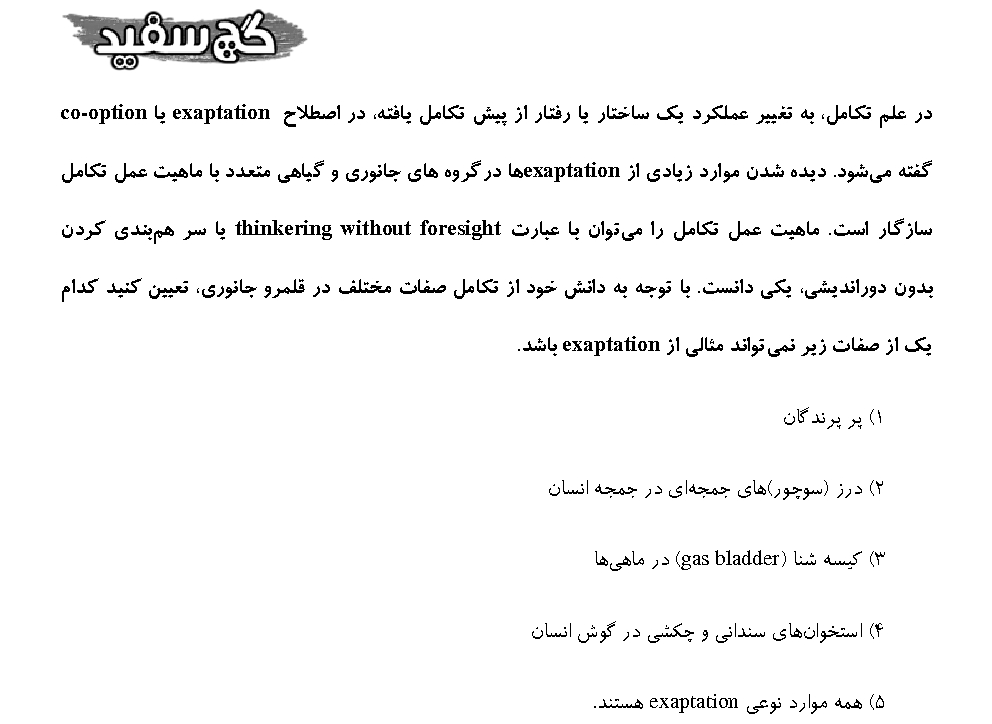 گچ سفید
در علم تکامل، به تغییر عملکرد یک ساختار یا رفتار از پیش تکامل یافته، در اصطلاح exaptation یا co-option
گفته می‌شود. دیده شدن موارد زیادی از exaptationها درگروه های جانوری و گیاهی متعدد با ماهیت عمل تکامل
سازگار است. ماهیت عمل تکامل را می‌توان با عبارت thinkering without foresight یا سر هم‌بندی کردن
بدون دوراندیشی، یکی دانست. با توجه به دانش خود از تکامل صفات مختلف در قلمرو جانوری، تعیین کنید کدام
یک از صفات زیر نمی‌تواند مثالی از exaptation باشد.
۱) پر پرندگان
۲) درز (سوچور)های جمجه‌ای در جمجه انسان
۳) کیسه شنا (gas bladder) در ماهی‌ها
۴) استخوان‌های سندانی و چکشی در گوش انسان
۵) همه موارد نوعی exaptation هستند.